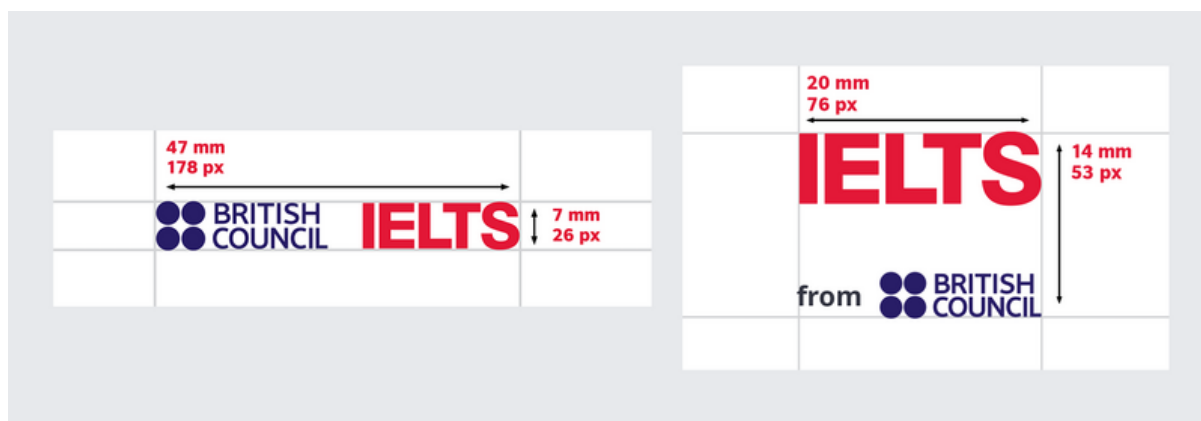 47 mm
178 px
BRITISH
COUNCIL
IELTS
7 mm
26 px
20 mm
76 px
IELTS
14 mm
53 px
from
BRITISH
COUNCIL